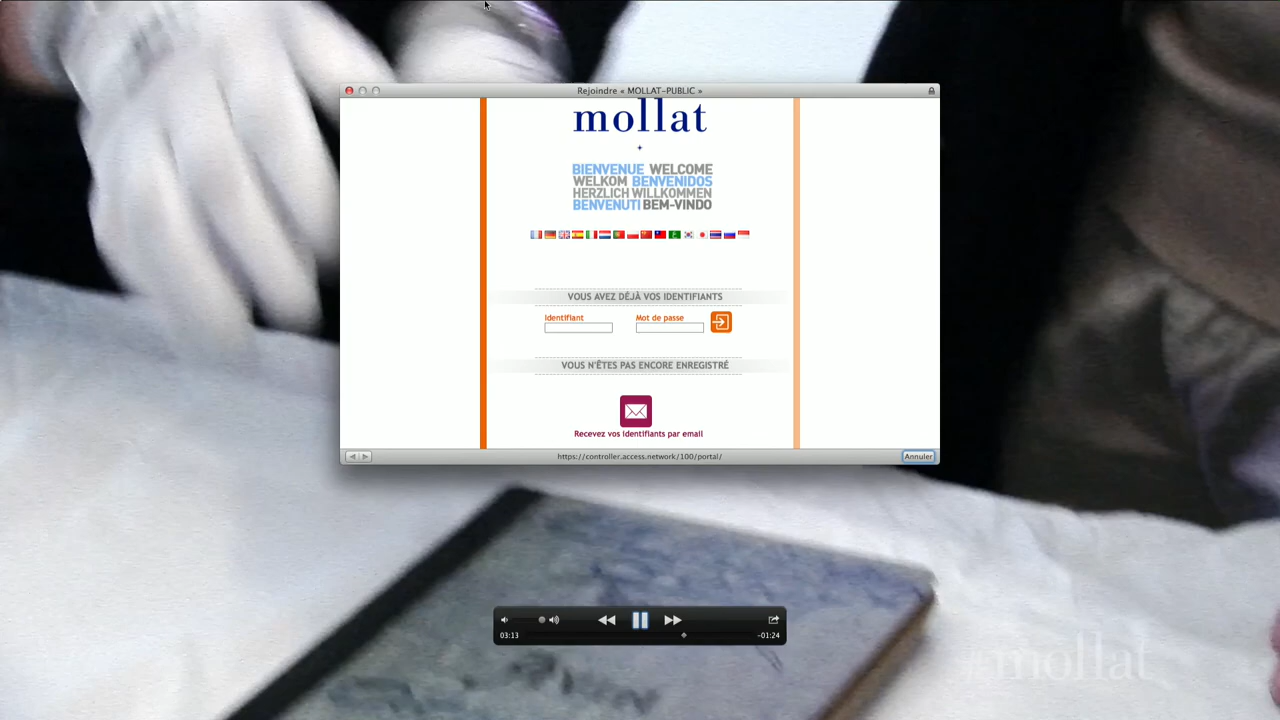 Rejoindre « MOLLAT-PUBLIC »
mollat
BIENVENUE WELCOME
WELKOM BENVENIDOS
HERZLICH WILLKOMMEN
BENVENUTI BEM-VINDO
VOUS AVEZ DÉJÀ VOS IDENTIFIANTS
Identifiant Mot de passe
VOUS N'ÊTES PAS ENCORE ENREGISTRÉ
Recevez vos identifiants par email
https://controller.access.network/100/portal/ Annuler
03:13 -01:24
mollat